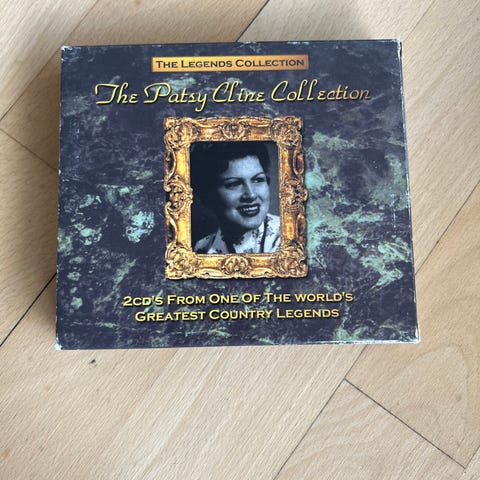 The Legends Collection
The Patsy Cline Collection
2CD's From One Of The World's
Greatest Country Legends